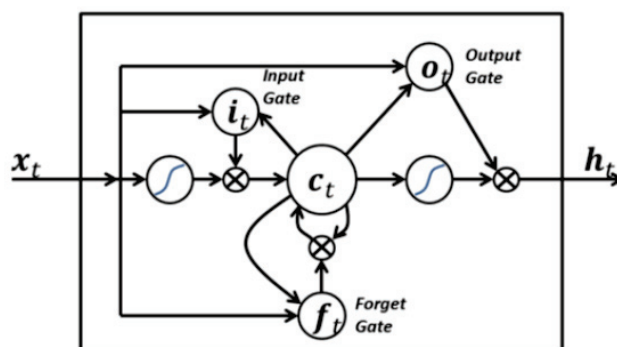 Input
Gate
i_t
o_t
Output
Gate
x_t
c_t
h_t
f_t
Forget
Gate